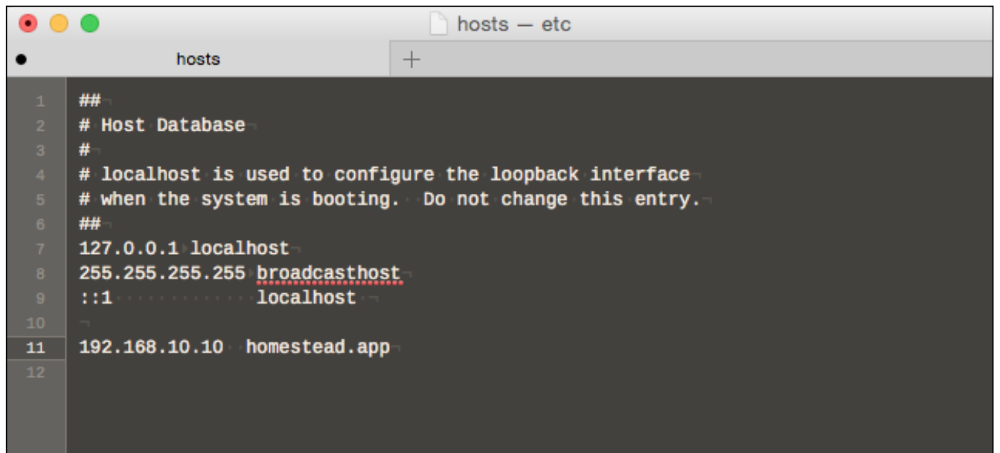 hosts — etc
hosts
1 ##
2 # Host Database
3 #
4 # localhost is used to configure the loopback interface
5 # when the system is booting.  Do not change this entry.
6 ##
7 127.0.0.1 localhost
8 255.255.255.255 broadcasthost
9 ::1             localhost
10
11 192.168.10.10  homestead.app
12